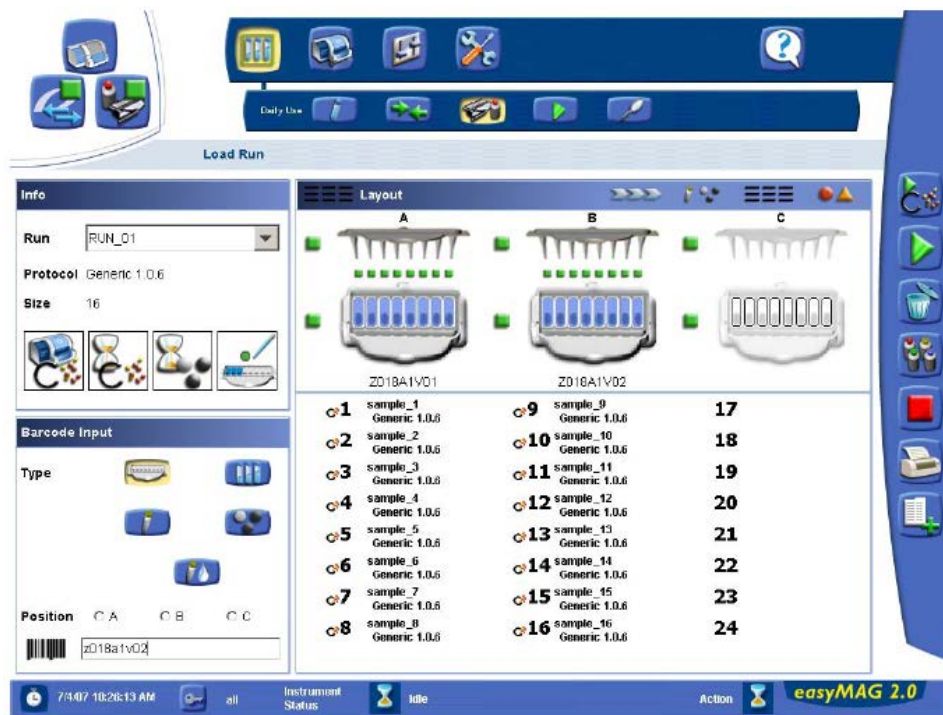 Daily Use
Load Run
Info
Run RUN_01
Protocol Generic 1.0.6
Size 16
Barcode Input
Type
Position A B C
z018a1v02
Layout
A B C
Z018A1V01 Z018A1V02
1 sample_1 Generic 1.0.6 9 sample_9 Generic 1.0.6 17
2 sample_2 Generic 1.0.6 10 sample_10 Generic 1.0.6 18
3 sample_3 Generic 1.0.6 11 sample_11 Generic 1.0.6 19
4 sample_4 Generic 1.0.6 12 sample_12 Generic 1.0.6 20
5 sample_5 Generic 1.0.6 13 sample_13 Generic 1.0.6 21
6 sample_6 Generic 1.0.6 14 sample_14 Generic 1.0.6 22
7 sample_7 Generic 1.0.6 15 sample_15 Generic 1.0.6 23
8 sample_8 Generic 1.0.6 16 sample_16 Generic 1.0.6 24
7/4/07 10:26:13 AM all Instrument Status Idle Action easyMAG 2.0